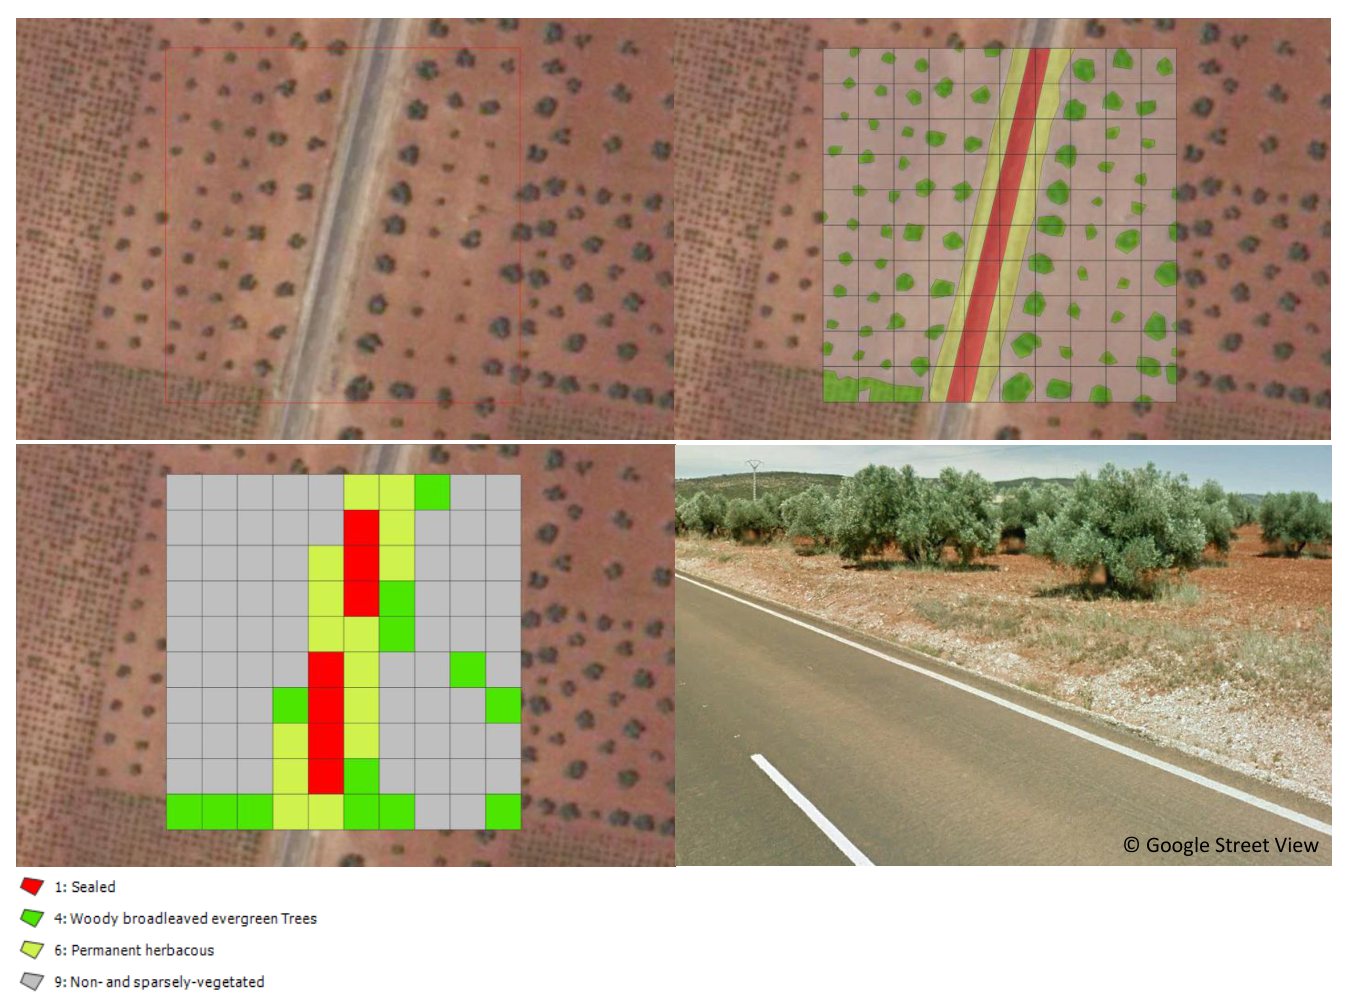 © Google Street View
1: Sealed
4: Woody broadleaved evergreen Trees
6: Permanent herbacous
9: Non- and sparsely-vegetated